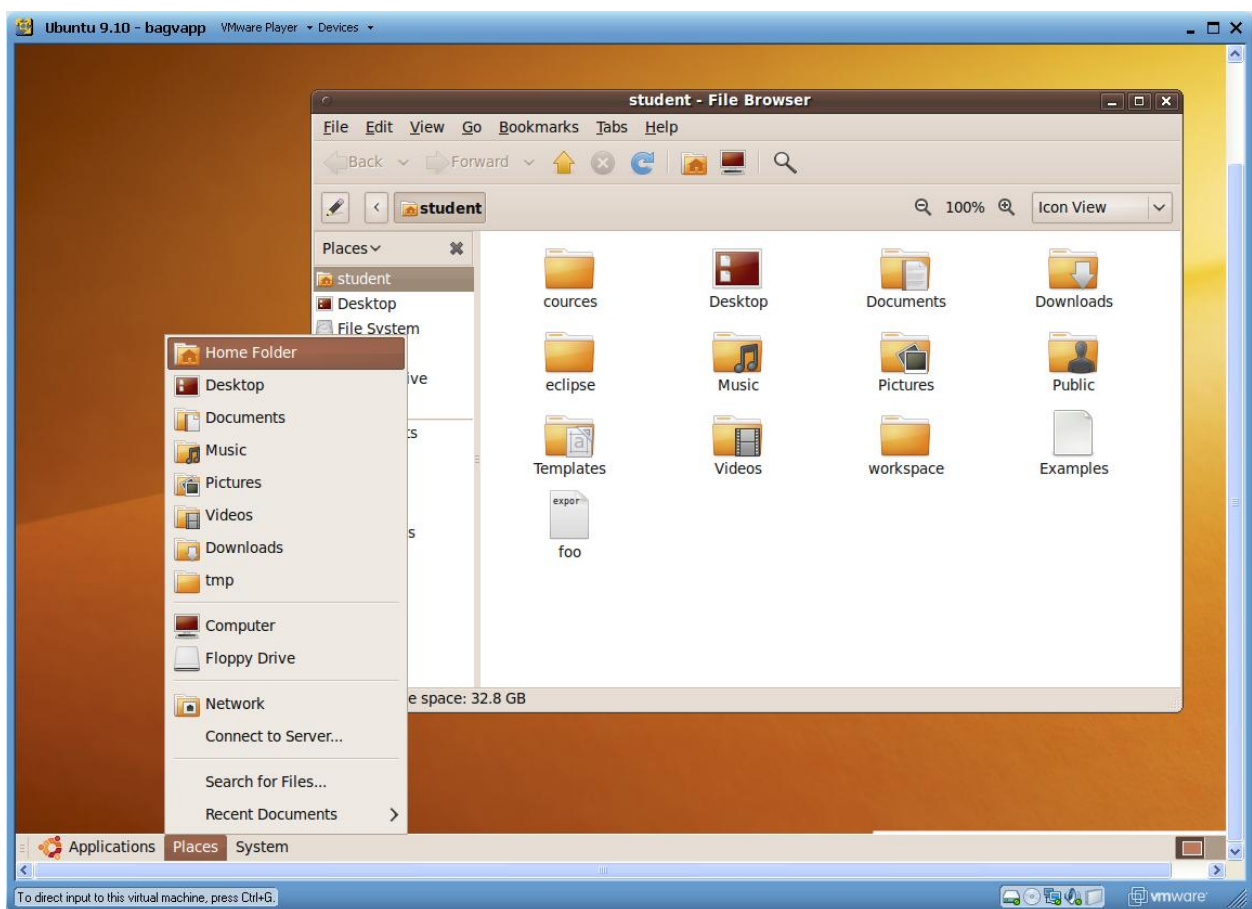 Ubuntu 9.10 - bagvapp VMware Player Devices
student - File Browser
File Edit View Go Bookmarks Tabs Help
Back Forward
student 100% Icon View
Places
student
Desktop
File System
ive
ts
s
cources Desktop Documents Downloads
eclipse Music Pictures Public
Templates Videos workspace Examples
expor
foo
e space: 32.8 GB
Home Folder
Desktop
Documents
Music
Pictures
Videos
Downloads
tmp
Computer
Floppy Drive
Network
Connect to Server...
Search for Files...
Recent Documents
Applications Places System
To direct input to this virtual machine, press Ctrl+G.
vmware